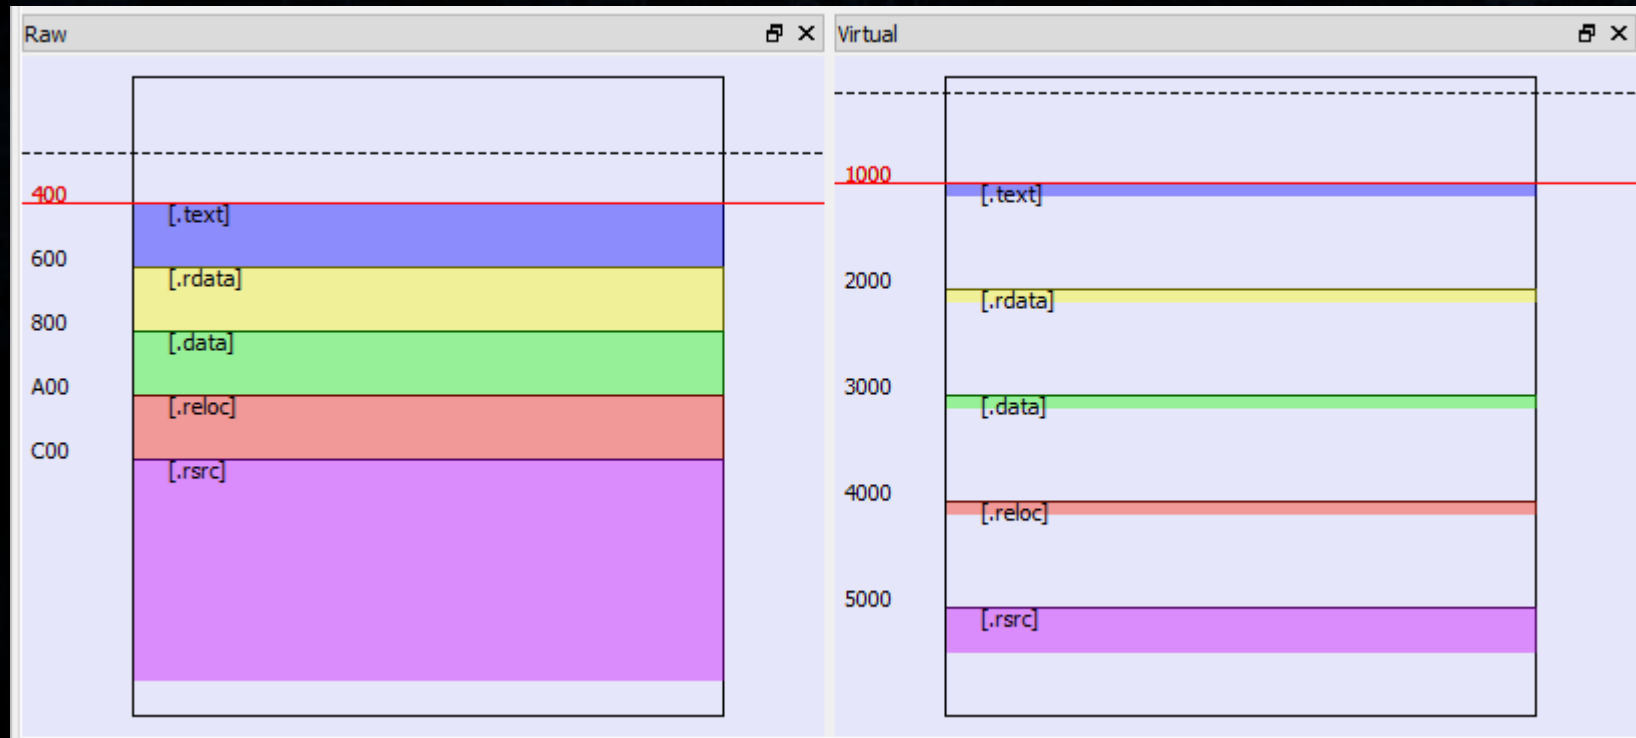 Raw
400
[.text]
600
[.rdata]
800
[.data]
A00
[.reloc]
C00
[.rsrc]
Virtual
1000
[.text]
2000
[.rdata]
3000
[.data]
4000
[.reloc]
5000
[.rsrc]